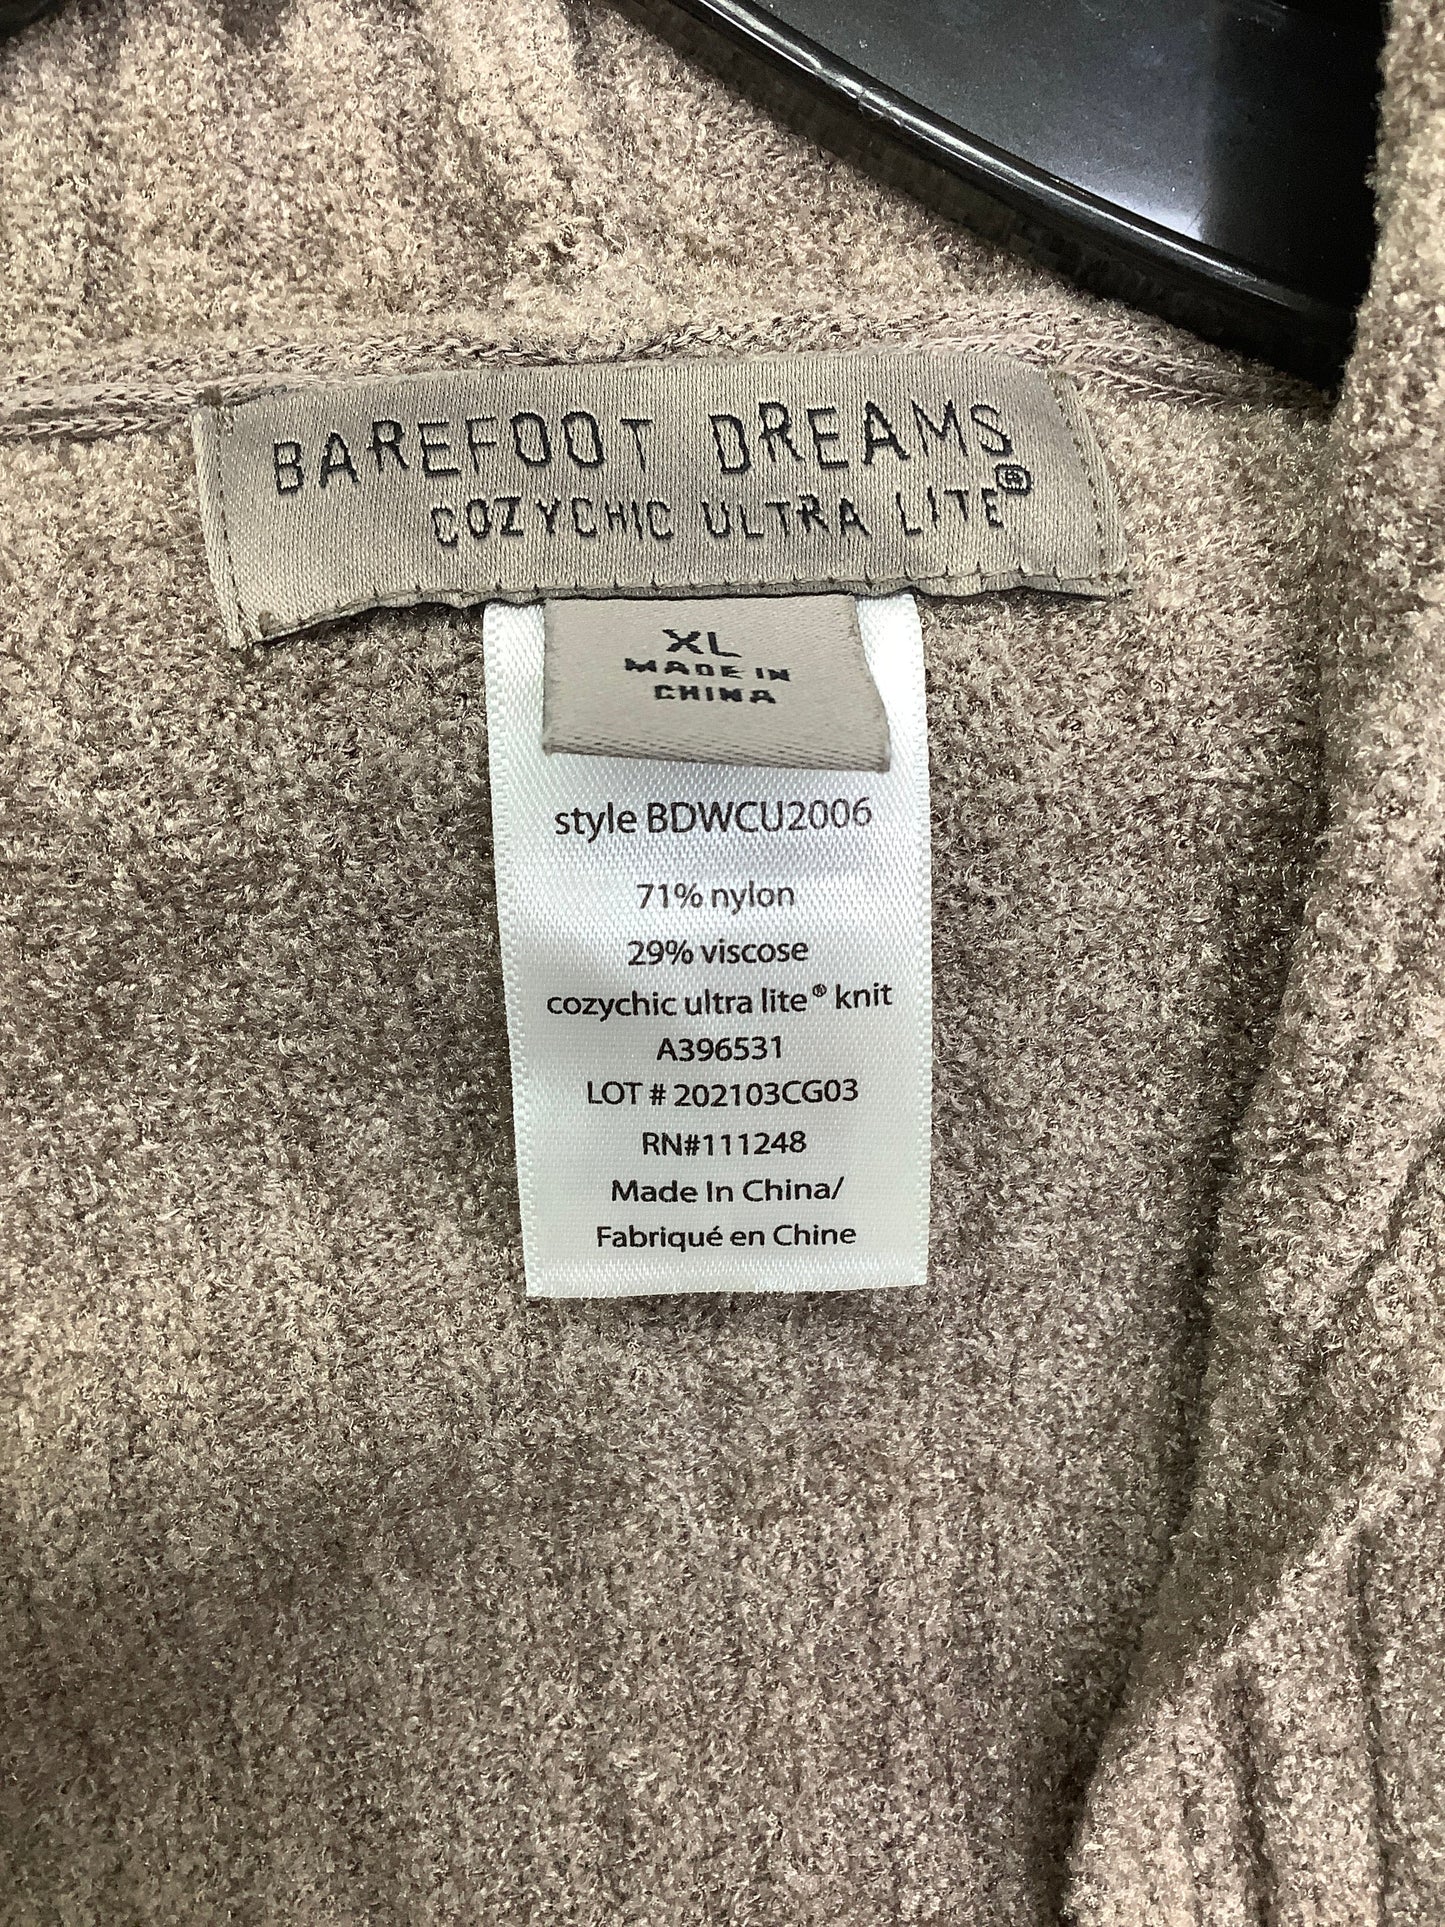 BAREFOOT DREAMS
COZYCHIC ULTRA LITE®
XL
MADE IN
CHINA
style BDWCU2006
71% nylon
29% viscose
cozychic ultra lite® knit
A396531
LOT # 202103CG03
RN#111248
Made In China/
Fabriqué en Chine